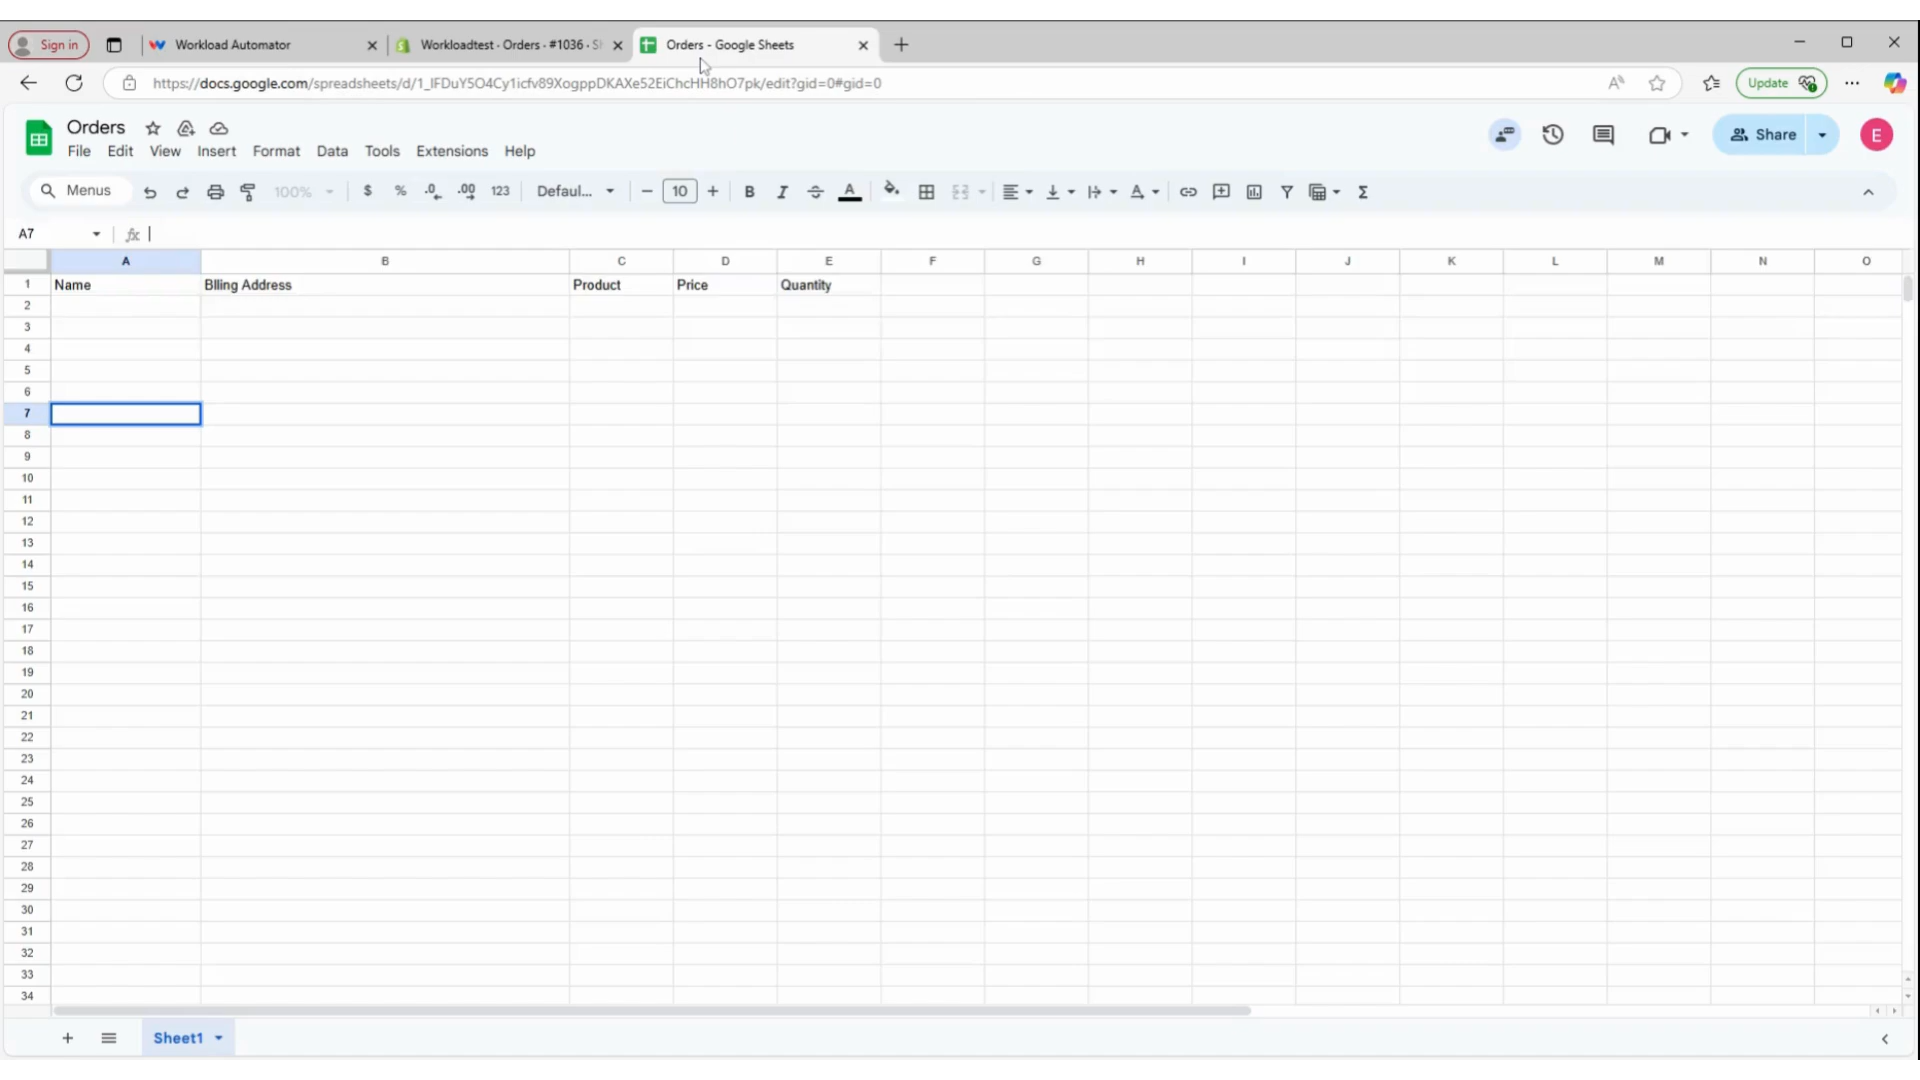 Sign in
Workload Automator
Workloadtest · Orders · #1036 · S
Orders - Google Sheets
https://docs.google.com/spreadsheets/d/1_lFDuY5O4Cy1icfv89XogppDKAXe52EiChcHH8hO7pk/edit?gid=0#gid=0
Update
Orders
File Edit View Insert Format Data Tools Extensions Help
Share
E
Menus
100%
$ % .0 .00 123
Defaul...
10
B I A
A7
fx
A B C D E F G H I J K L M N O
1 Name Blling Address Product Price Quantity
2
3
4
5
6
7
8
9
10
11
12
13
14
15
16
17
18
19
20
21
22
23
24
25
26
27
28
29
30
31
32
33
34
Sheet1